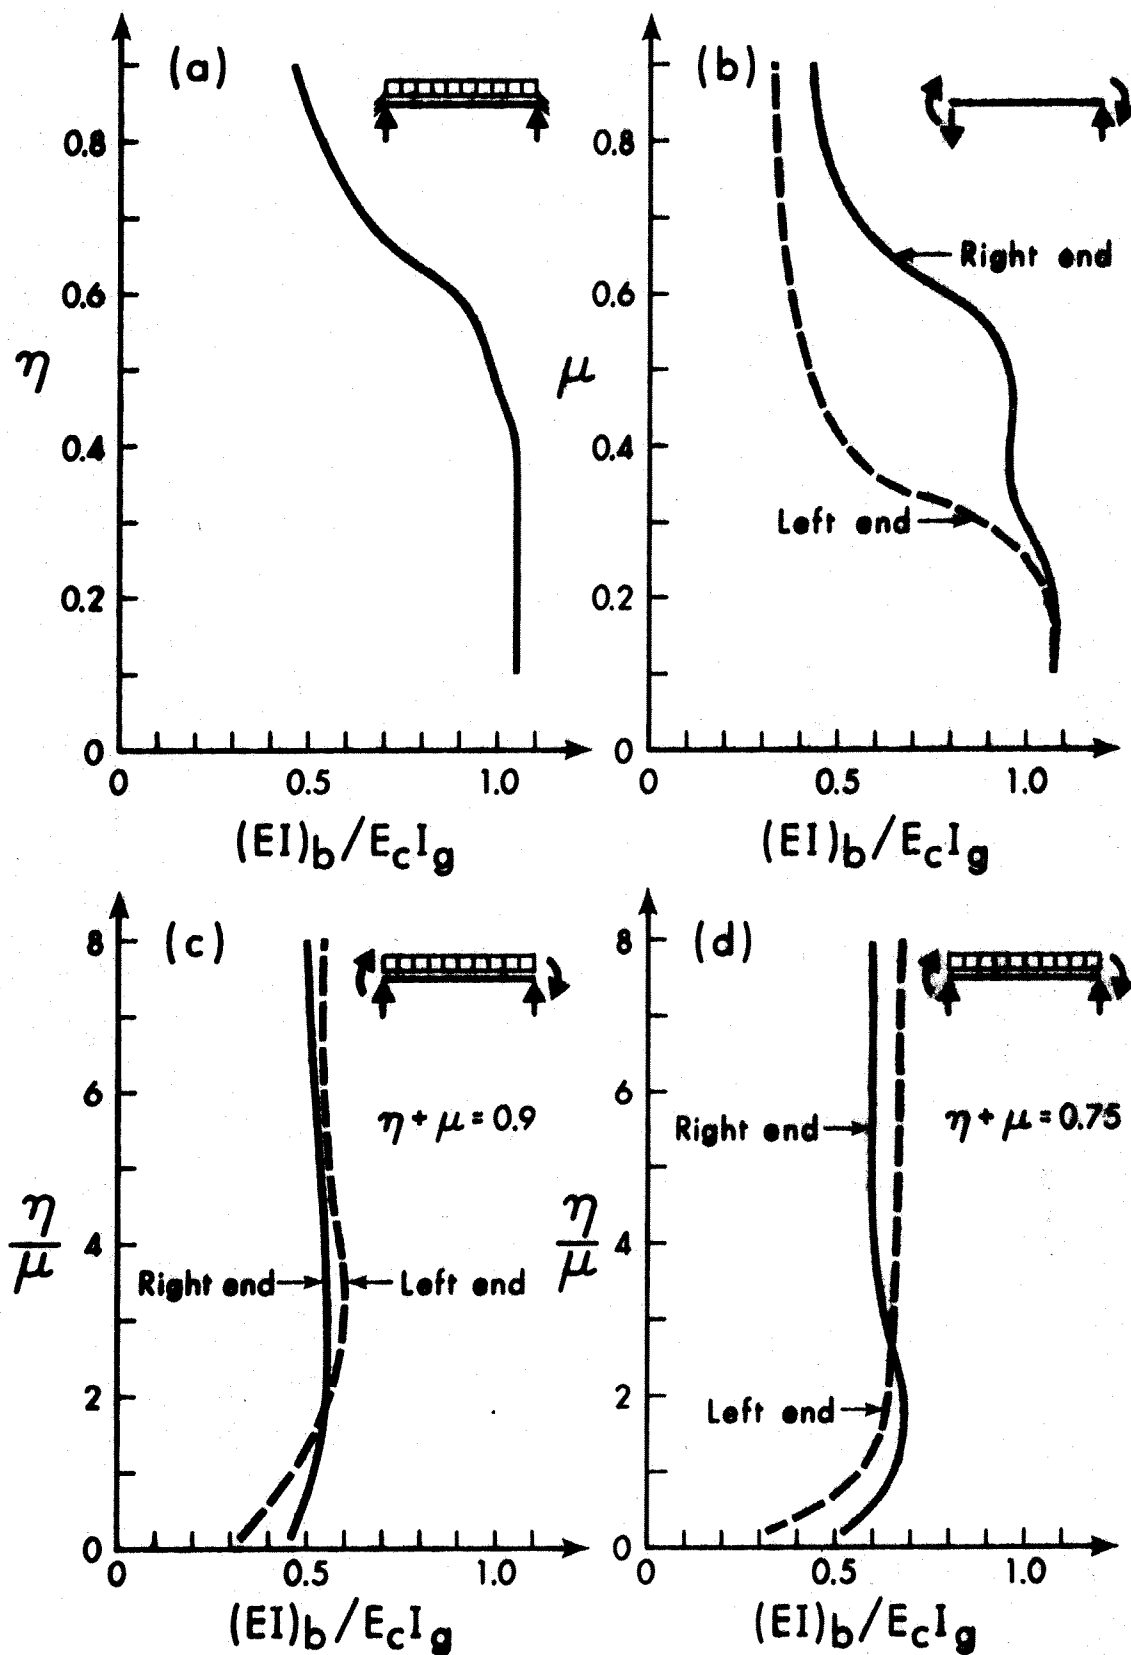 (a)
0.8
0.6
η
0.4
0.2
0
0
0.5
1.0
(EI)b/EcIg
(b)
0.8
Right end
0.6
μ
0.4
Left end
0.2
0
0
0.5
1.0
(EI)b/EcIg
(c)
8
6
η + μ = 0.9
η
μ
4
Right end
Left end
2
0
0
0.5
1.0
(EI)b/EcIg
(d)
8
6
Right end
η + μ = 0.75
η
μ
4
2
Left end
0
0
0.5
1.0
(EI)b/EcIg